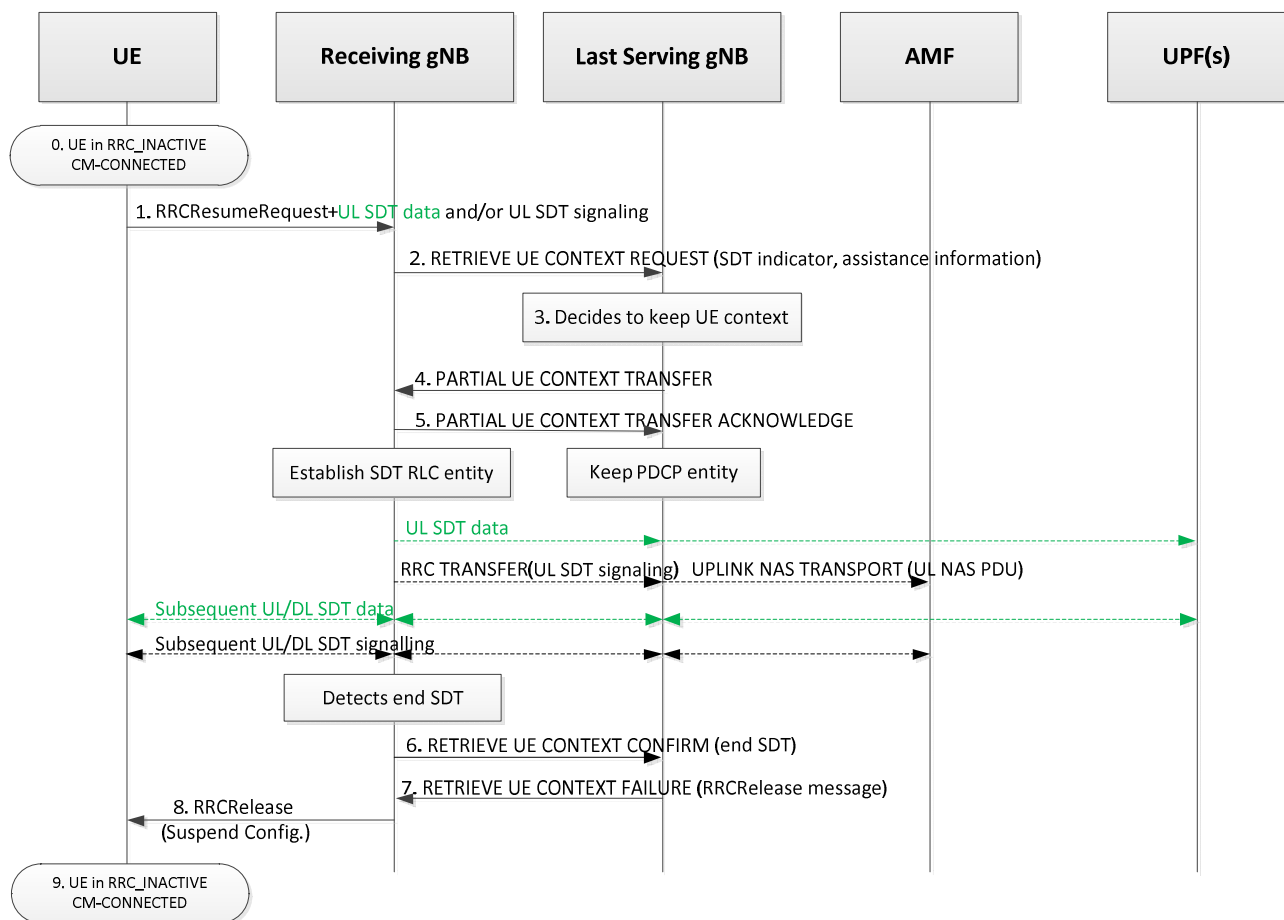 UE
Receiving gNB
Last Serving gNB
AMF
UPF(s)
0. UE in RRC_INACTIVE
CM-CONNECTED
1. RRCResumeRequest+UL SDT data and/or UL SDT signaling
2. RETRIEVE UE CONTEXT REQUEST (SDT indicator, assistance information)
3. Decides to keep UE context
4. PARTIAL UE CONTEXT TRANSFER
5. PARTIAL UE CONTEXT TRANSFER ACKNOWLEDGE
Establish SDT RLC entity
Keep PDCP entity
UL SDT data
RRC TRANSFER(UL SDT signaling)
UPLINK NAS TRANSPORT (UL NAS PDU)
Subsequent UL/DL SDT data
Subsequent UL/DL SDT signalling
Detects end SDT
6. RETRIEVE UE CONTEXT CONFIRM (end SDT)
7. RETRIEVE UE CONTEXT FAILURE (RRCRelease message)
8. RRCRelease
(Suspend Config.)
9. UE in RRC_INACTIVE
CM-CONNECTED